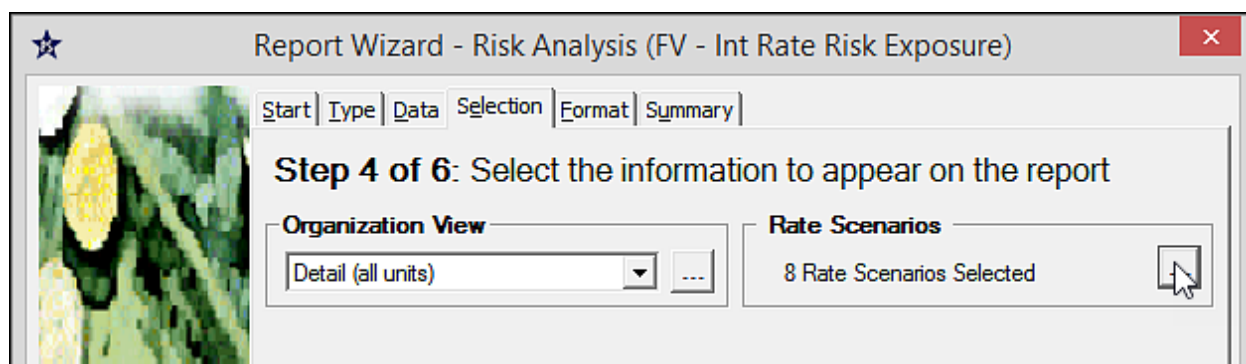 Report Wizard - Risk Analysis (FV - Int Rate Risk Exposure)
Start Type Data Selection Format Summary
Step 4 of 6: Select the information to appear on the report
Organization View Rate Scenarios
Detail (all units) ... 8 Rate Scenarios Selected